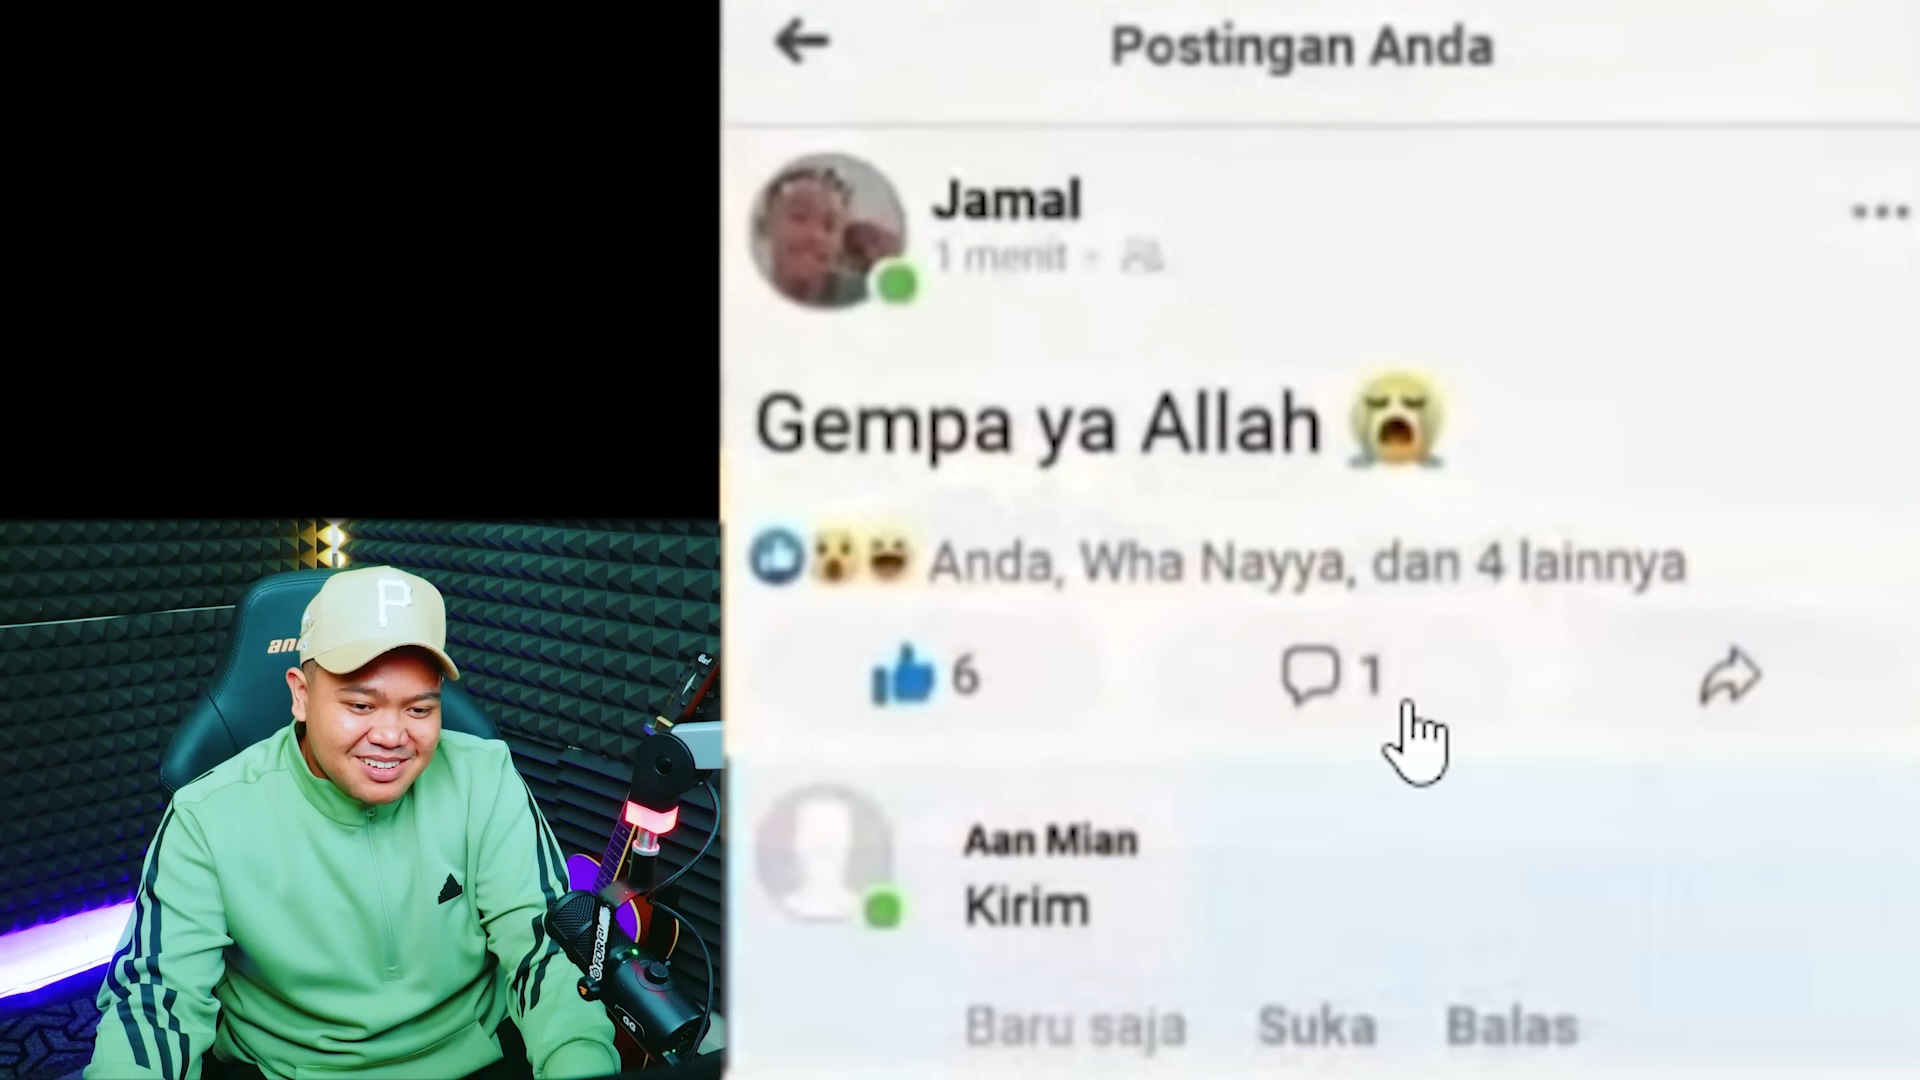 Postingan Anda
Jamal
1 menit
Gempa ya Allah
Anda, Wha Nayya, dan 4 lainnya
6
1
Aan Mian
Kirim
Baru saja Suka Balas
P